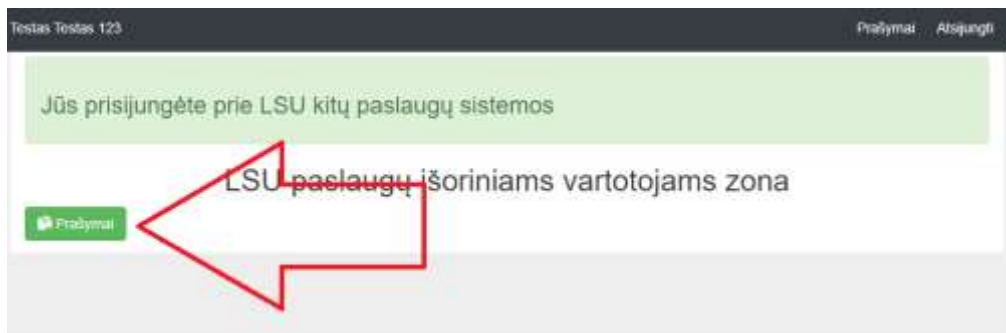 Testas Testas 123
Prašymai Atsijungti
Jūs prisijungėte prie LSU kitų paslaugų sistemos
LSU paslaugų išoriniams vartotojams zona
Prašymai